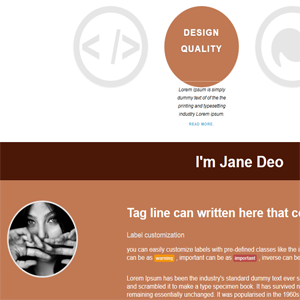 </>
DESIGN
QUALITY
Lorem Ipsum is simply
dummy text of the of the
printing and typesetting
industry Lorem ipsum.
READ MORE
I'm Jane Deo
Tag line can written here that co
Label customization
you can easily customize labels with pre-defined classes like the i
can be as warning , important can be as important , inverse can be
Lorem Ipsum has been the industry's standard dummy text ever s
and scrambled it to make a type specimen book. It has survived n
remaining essentially unchanged. It was popularised in the 1960s